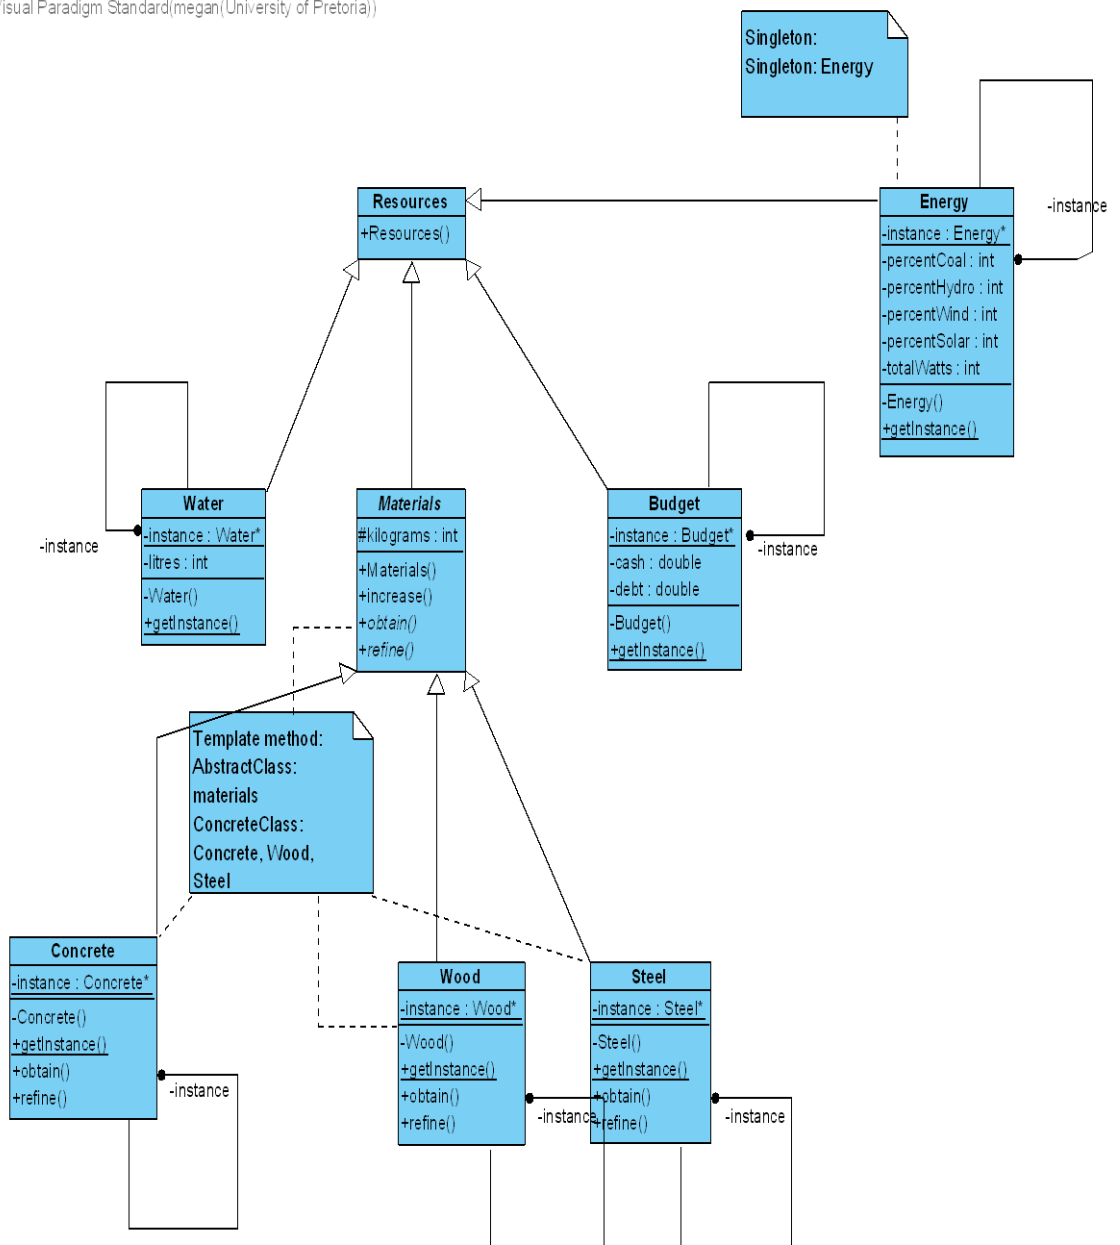 Visual Paradigm Standard(megan(University of Pretoria))
Singleton:
Singleton: Energy
Resources
+Resources()
Energy
-instance : Energy*
-percentCoal : int
-percentHydro : int
-percentWind : int
-percentSolar : int
-totalWatts : int
-Energy()
+getInstance()
-instance
Water
-instance : Water*
-litres : int
-Water()
+getInstance()
-instance
Materials
#kilograms : int
+Materials()
+increase()
+obtain()
+refine()
Budget
-instance : Budget*
-cash : double
-debt : double
-Budget()
+getInstance()
-instance
Template method:
AbstractClass:
materials
ConcreteClass:
Concrete, Wood,
Steel
Concrete
-instance : Concrete*
-Concrete()
+getInstance()
+obtain()
+refine()
-instance
Wood
-instance : Wood*
-Wood()
+getInstance()
+obtain()
+refine()
-instance
Steel
-instance : Steel*
-Steel()
+getInstance()
+obtain()
+refine()
-instance